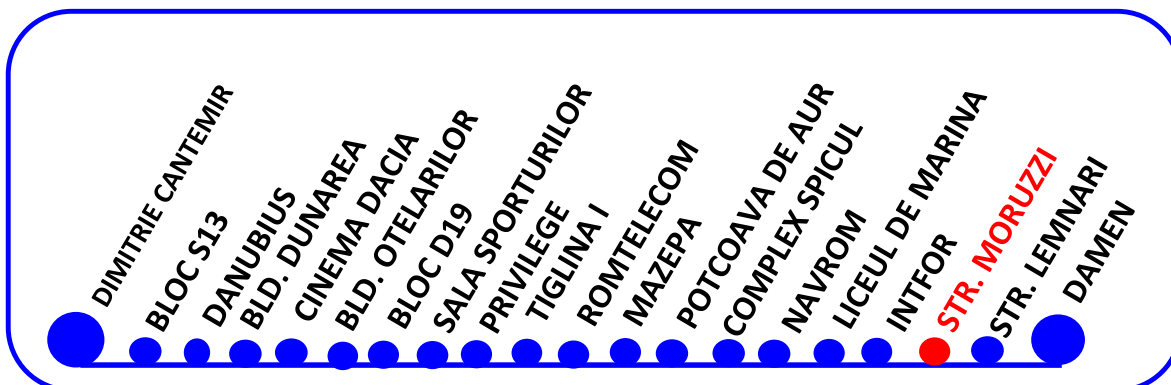 DIMITRIE CANTEMIR
BLOC S13
DANUBIUS
BLD. DUNAREA
CINEMA DACIA
BLD. OTELARILOR
BLOC D19
SALA SPORTURILOR
PRIVILEGE
TIGLINA I
ROMTELECOM
MAZEPA
POTCOAVA DE AUR
COMPLEX SPICUL
NAVROM
LICEUL DE MARINA
INTFOR
STR. MORUZZI
STR. LEMNARI
DAMEN